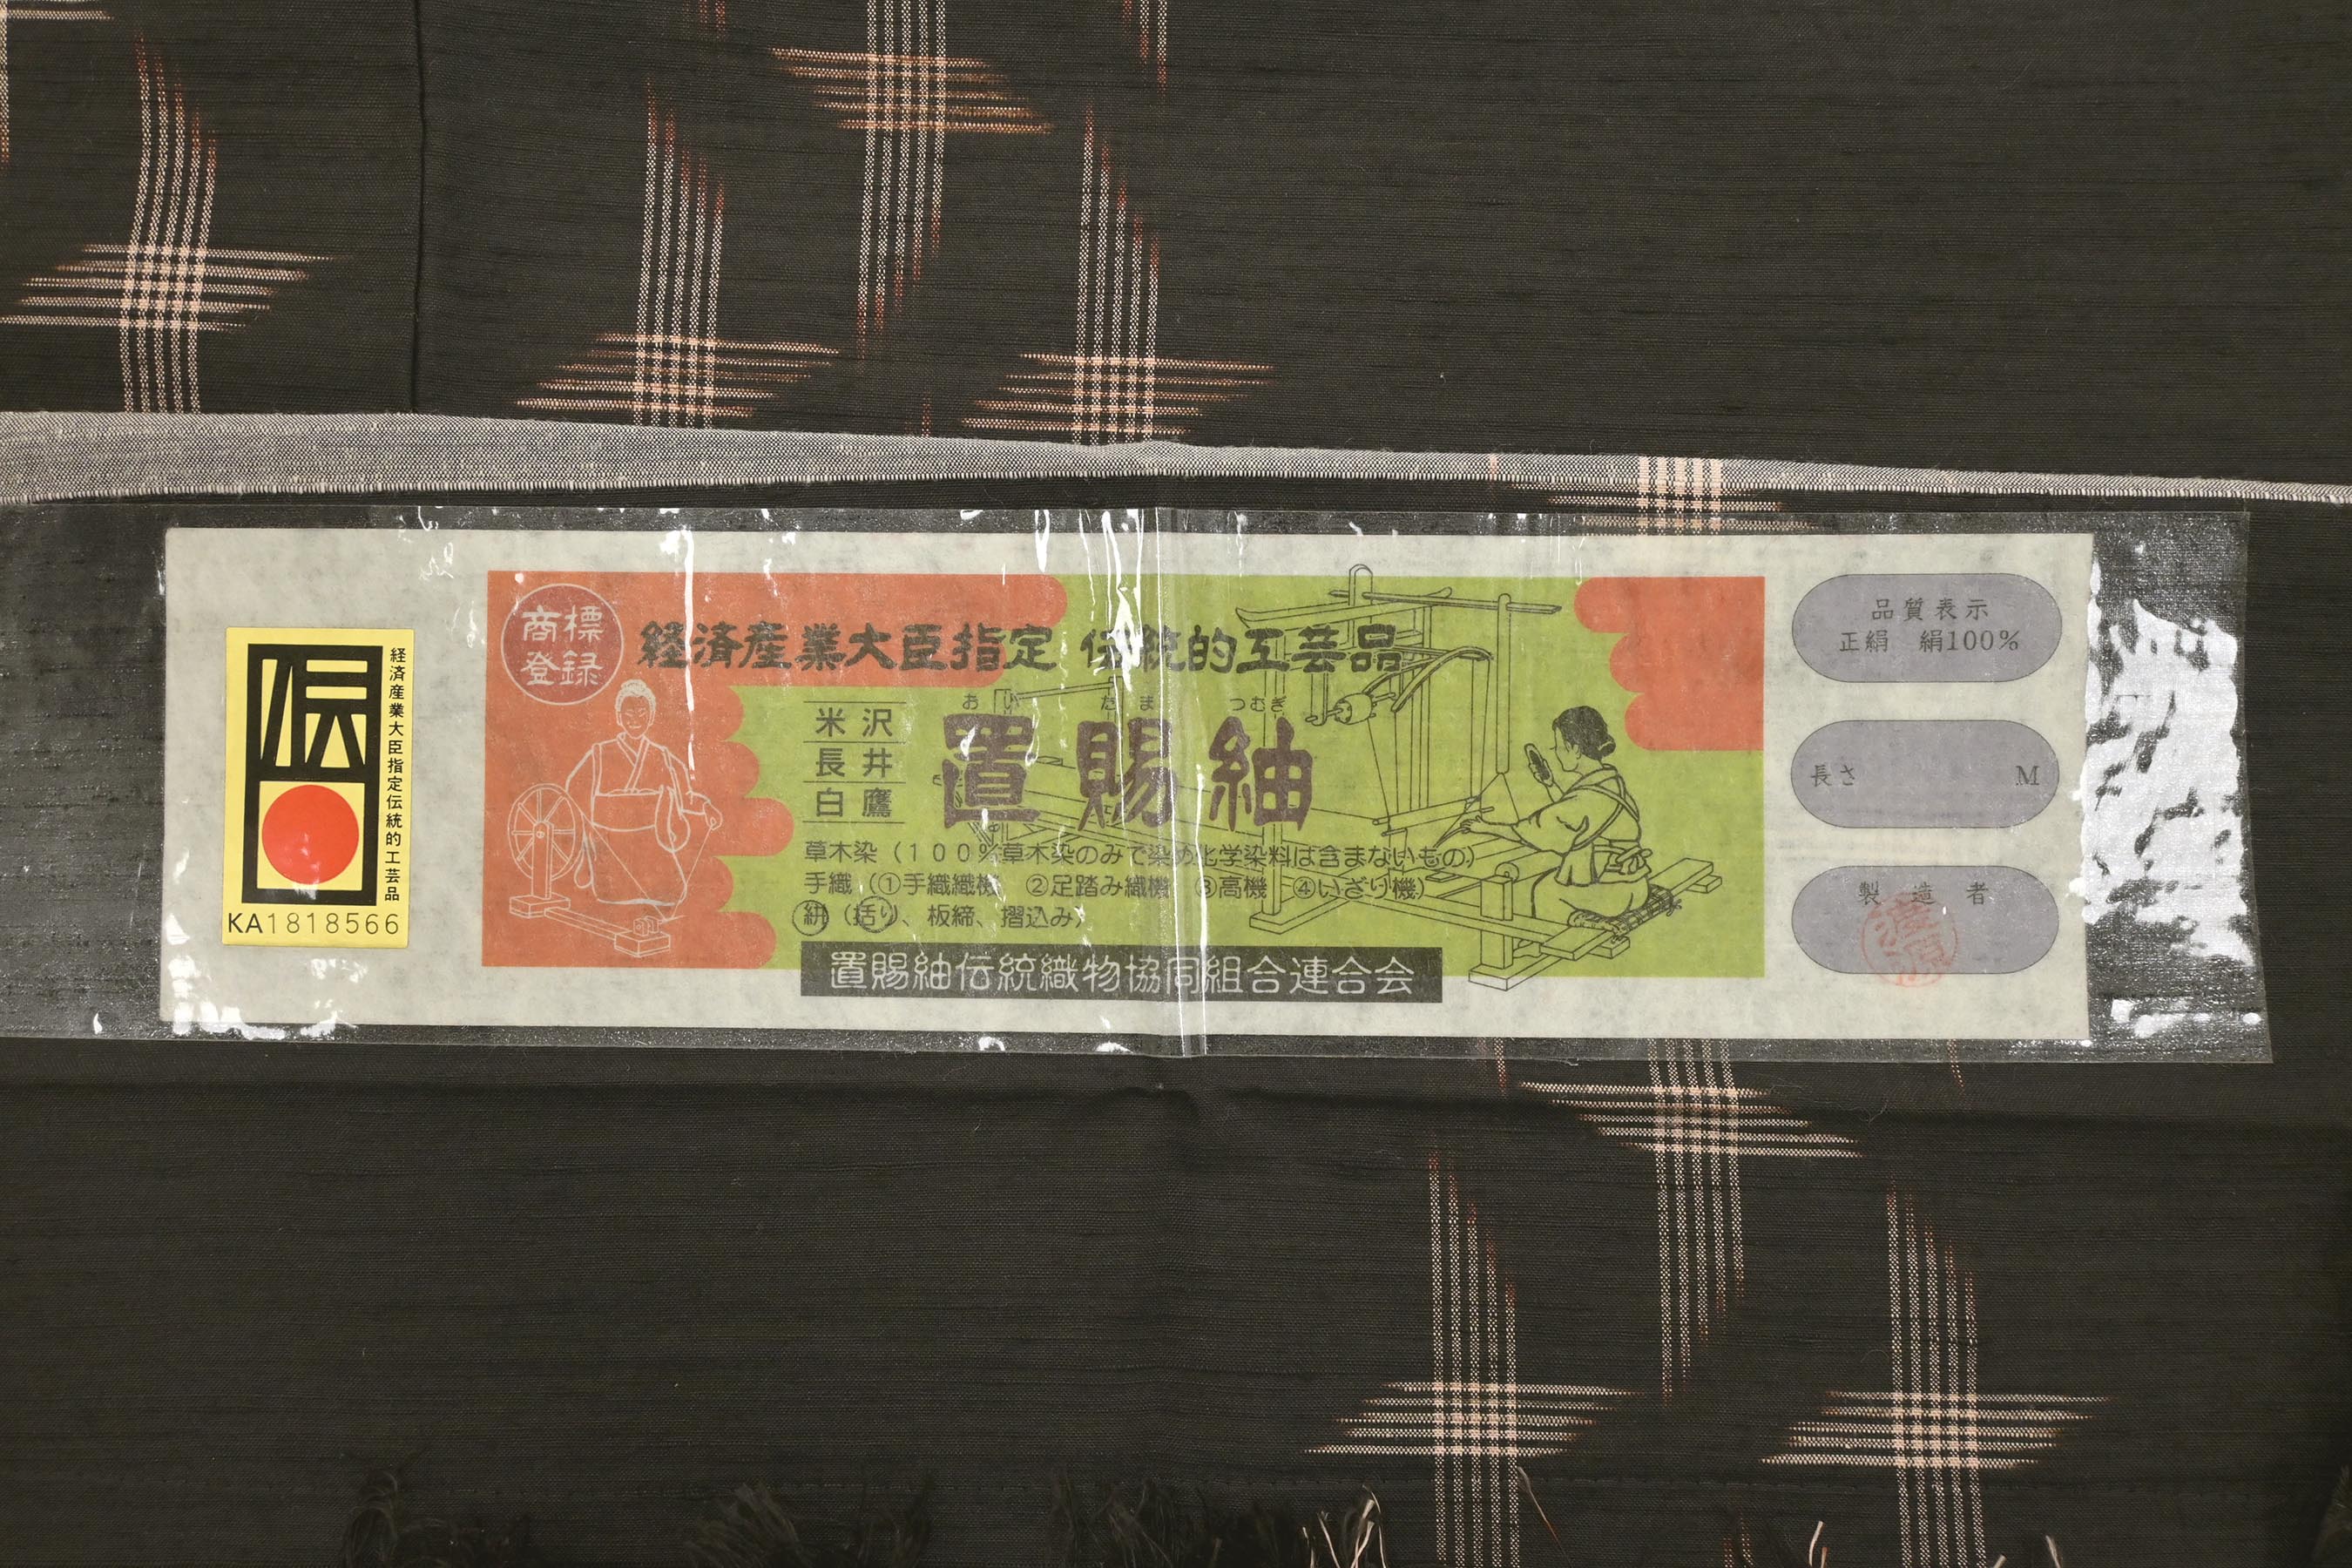 伝
経済産業大臣指定伝統的工芸品
KA1818566
商標
登録
経済産業大臣指定 伝統的工芸品
米沢
長井
白鷹
おい たま つむぎ
置賜紬
草木染（１００％草木染のみで染め化学染料は含まないもの）
手織（①手織織機、②足踏み織機 ③高機 ④いざり機）
絣（括り、板締、摺込み）
置賜紬伝統織物協同組合連合会
品質表示
正絹 絹100%
長さ M
製造者
渡源